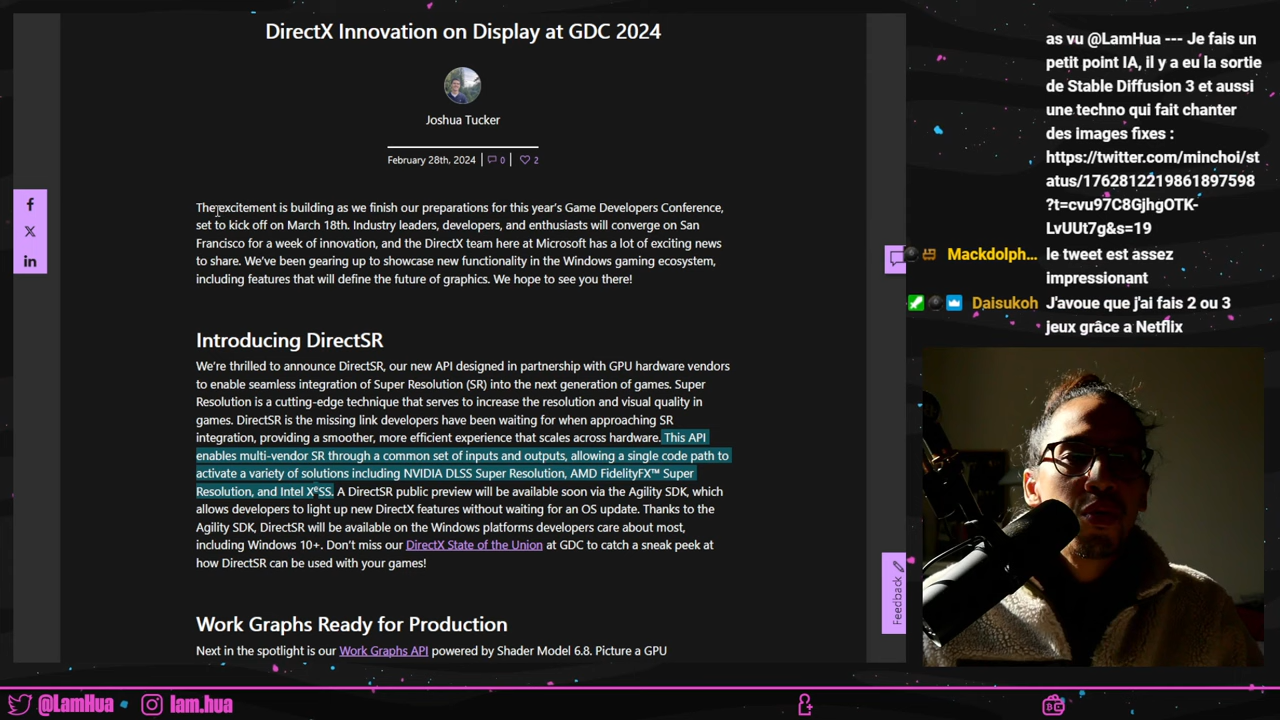 DirectX Innovation on Display at GDC 2024
Joshua Tucker
February 28th, 2024
0
2
The excitement is building as we finish our preparations for this year's Game Developers Conference,
set to kick off on March 18th. Industry leaders, developers, and enthusiasts will converge on San
Francisco for a week of innovation, and the DirectX team here at Microsoft has a lot of exciting news
to share. We've been gearing up to showcase new functionality in the Windows gaming ecosystem,
including features that will define the future of graphics. We hope to see you there!
Introducing DirectSR
We're thrilled to announce DirectSR, our new API designed in partnership with GPU hardware vendors
to enable seamless integration of Super Resolution (SR) into the next generation of games. Super
Resolution is a cutting-edge technique that serves to increase the resolution and visual quality in
games. DirectSR is the missing link developers have been waiting for when approaching SR
integration, providing a smoother, more efficient experience that scales across hardware. This API
enables multi-vendor SR through a common set of inputs and outputs, allowing a single code path to
activate a variety of solutions including NVIDIA DLSS Super Resolution, AMD FidelityFX™ Super
Resolution, and Intel XᵉSS. A DirectSR public preview will be available soon via the Agility SDK, which
allows developers to light up new DirectX features without waiting for an OS update. Thanks to the
Agility SDK, DirectSR will be available on the Windows platforms developers care about most,
including Windows 10+. Don't miss our DirectX State of the Union at GDC to catch a sneak peek at
how DirectSR can be used with your games!
Work Graphs Ready for Production
Next in the spotlight is our Work Graphs API powered by Shader Model 6.8. Picture a GPU
Feedback
as vu @LamHua --- Je fais un
petit point IA, il y a eu la sortie
de Stable Diffusion 3 et aussi
une techno qui fait chanter
des images fixes :
https://twitter.com/minchoi/st
atus/1762812219861897598
?t=cvu97C8GjhgOTK-
LvUUt7g&s=19
Mackdolph... le tweet est assez
impressionant
Daisukoh J'avoue que j'ai fais 2 ou 3
jeux grâce a Netflix
@LamHua
lam.hua